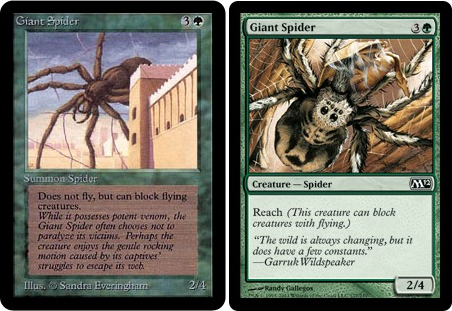 Giant Spider 3
Summon Spider
Does not fly, but can block flying
creatures.
While it possesses potent venom, the
Giant Spider often chooses not to
paralyze its victims. Perhaps the
creature enjoys the gentle rocking
motion caused by its captives'
struggles to escape its web.
Illus. © Sandra Everingham 2/4
Giant Spider 3
Creature — Spider M12
Reach (This creature can block
creatures with flying.)
"The wild is always changing, but it
does have a few constants."
—Garruk Wildspeaker
Randy Gallegos
2/4